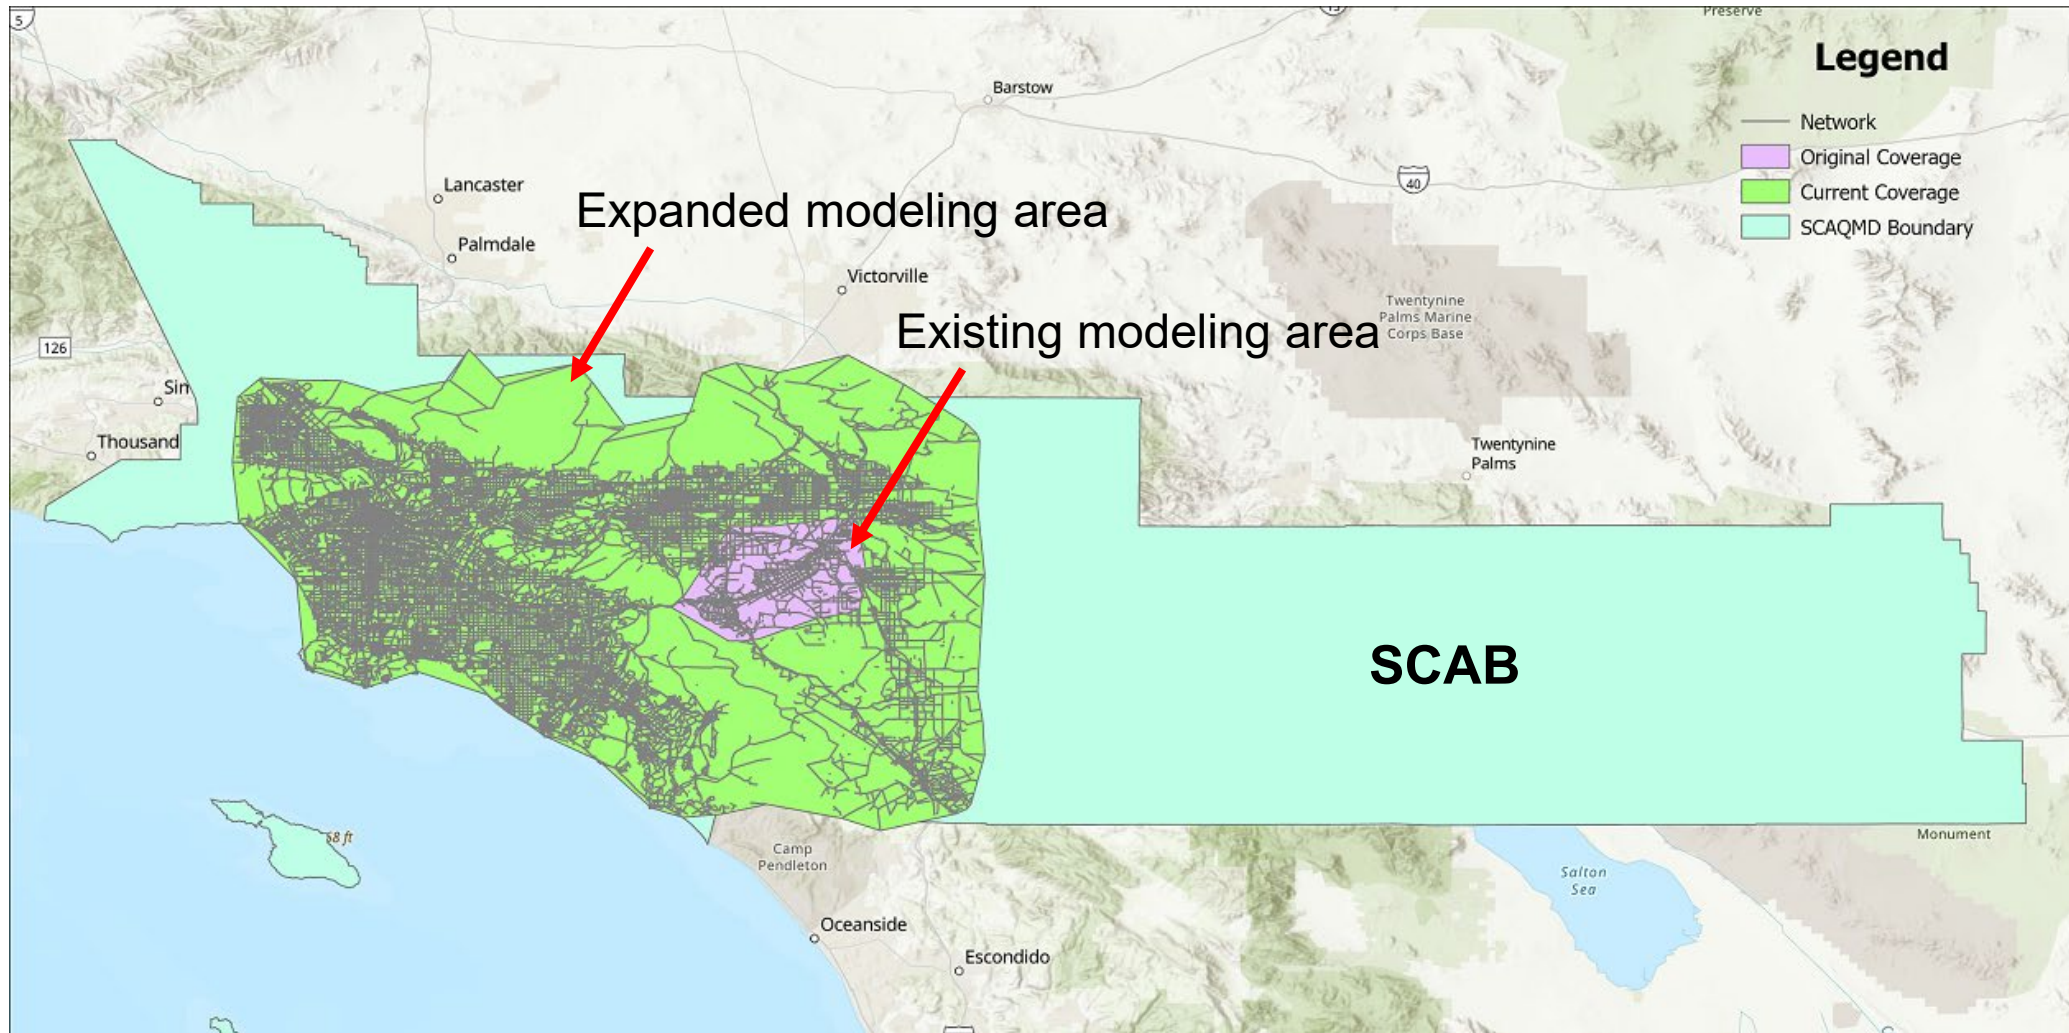 5
15
Preserve
Legend
Barstow
Network
Original Coverage
40
Current Coverage
Lancaster
Expanded modeling area
SCAQMD Boundary
Palmdale
Victorville
Twentynine
Palms Marine
Corps Base
Existing modeling area
126
Sin
Thousand
Twentynine
Palms
SCAB
58 ft
Camp
Pendleton
Monument
Salton
Sea
Oceanside
Escondido